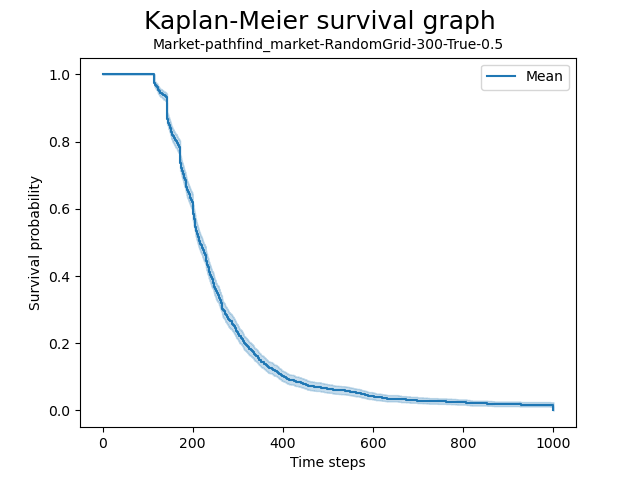 Kaplan-Meier survival graph
Market-pathfind_market-RandomGrid-300-True-0.5
Mean
1.0
0.8
0.6
0.4
0.2
0.0
Survival probability
0
200
400
600
800
1000
Time steps